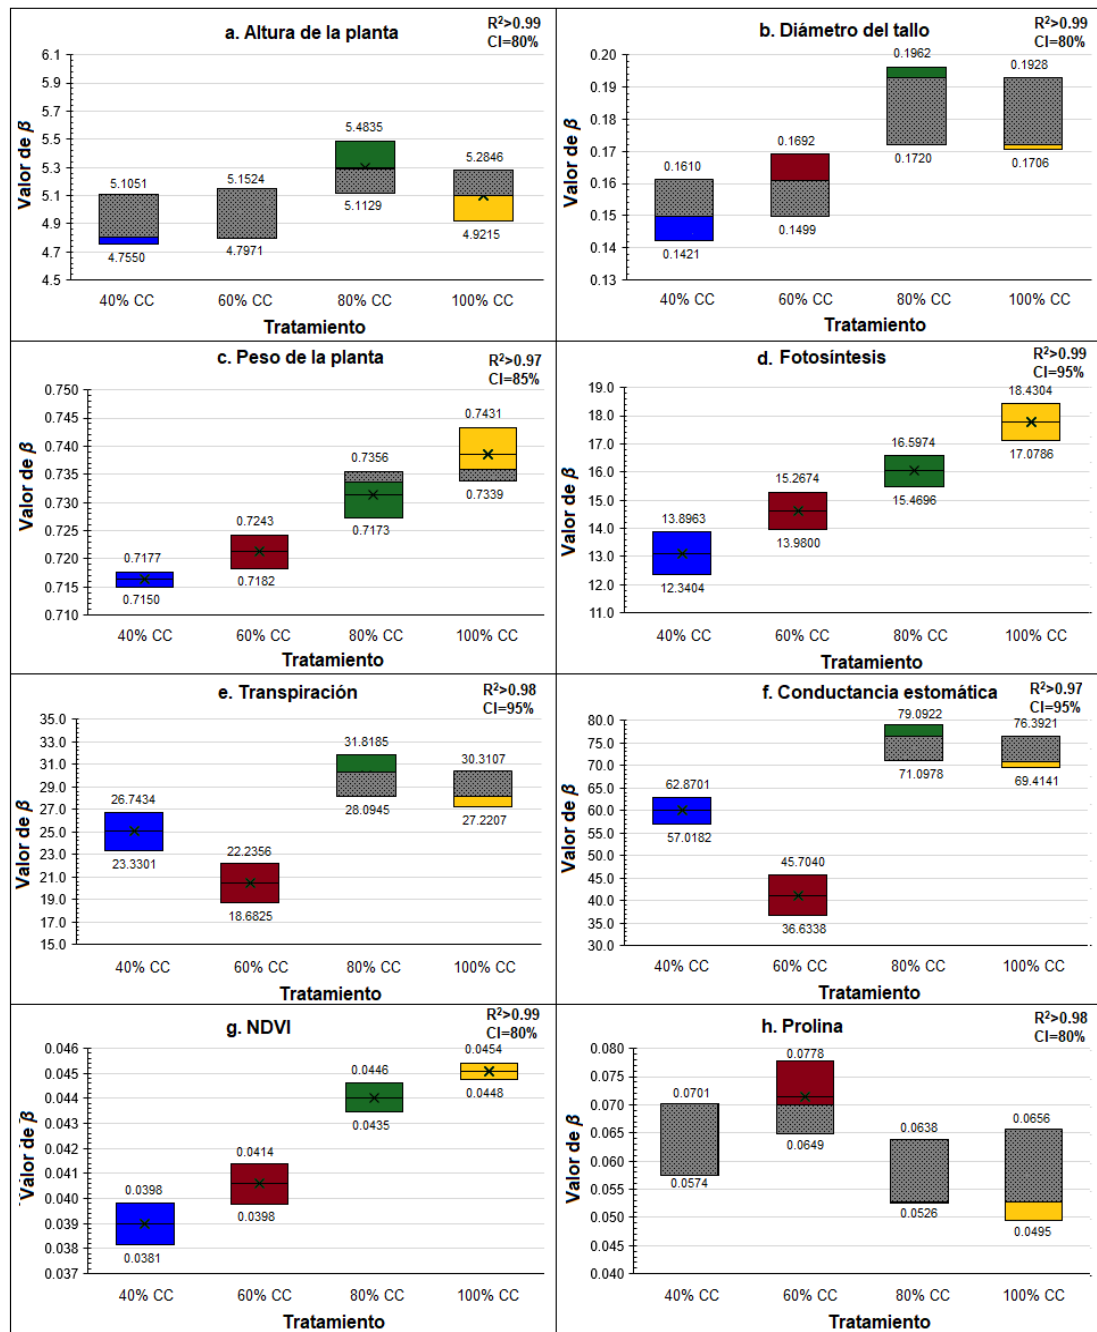 a. Altura de la planta
R²>0.99
CI=80%
Valor de β
6.1
5.9
5.7
5.5
5.3
5.1
4.9
4.7
4.5
5.1051
4.7550
5.1524
4.7971
5.4835
5.1129
5.2846
4.9215
40% CC 60% CC 80% CC 100% CC
Tratamiento
b. Diámetro del tallo
R²>0.99
CI=80%
Valor de β
0.20
0.19
0.18
0.17
0.16
0.15
0.14
0.13
0.1610
0.1421
0.1692
0.1499
0.1962
0.1720
0.1928
0.1706
40% CC 60% CC 80% CC 100% CC
Tratamiento
c. Peso de la planta
R²>0.97
CI=85%
Valor de β
0.750
0.745
0.740
0.735
0.730
0.725
0.720
0.715
0.710
0.7177
0.7150
0.7243
0.7182
0.7356
0.7173
0.7431
0.7339
40% CC 60% CC 80% CC 100% CC
Tratamiento
d. Fotosíntesis
R²>0.99
CI=95%
Valor de β
19.0
18.0
17.0
16.0
15.0
14.0
13.0
12.0
11.0
13.8963
12.3404
15.2674
13.9800
16.5974
15.4696
18.4304
17.0786
40% CC 60% CC 80% CC 100% CC
Tratamiento
e. Transpiración
R²>0.98
CI=95%
Valor de β
35.0
33.0
31.0
29.0
27.0
25.0
23.0
21.0
19.0
17.0
15.0
26.7434
23.3301
22.2356
18.6825
31.8185
28.0945
30.3107
27.2207
40% CC 60% CC 80% CC 100% CC
Tratamiento
f. Conductancia estomática
R²>0.97
CI=95%
Valor de β
80.0
70.0
60.0
50.0
40.0
30.0
62.8701
57.0182
45.7040
36.6338
79.0922
71.0978
76.3921
69.4141
40% CC 60% CC 80% CC 100% CC
Tratamiento
g. NDVI
R²>0.99
CI=80%
Valor de β
0.046
0.045
0.044
0.043
0.042
0.041
0.040
0.039
0.038
0.037
0.0398
0.0381
0.0414
0.0398
0.0446
0.0435
0.0454
0.0448
40% CC 60% CC 80% CC 100% CC
Tratamiento
h. Prolina
R²>0.98
CI=80%
Valor de β
0.080
0.075
0.070
0.065
0.060
0.055
0.050
0.045
0.040
0.0701
0.0574
0.0778
0.0649
0.0638
0.0526
0.0656
0.0495
40% CC 60% CC 80% CC 100% CC
Tratamiento